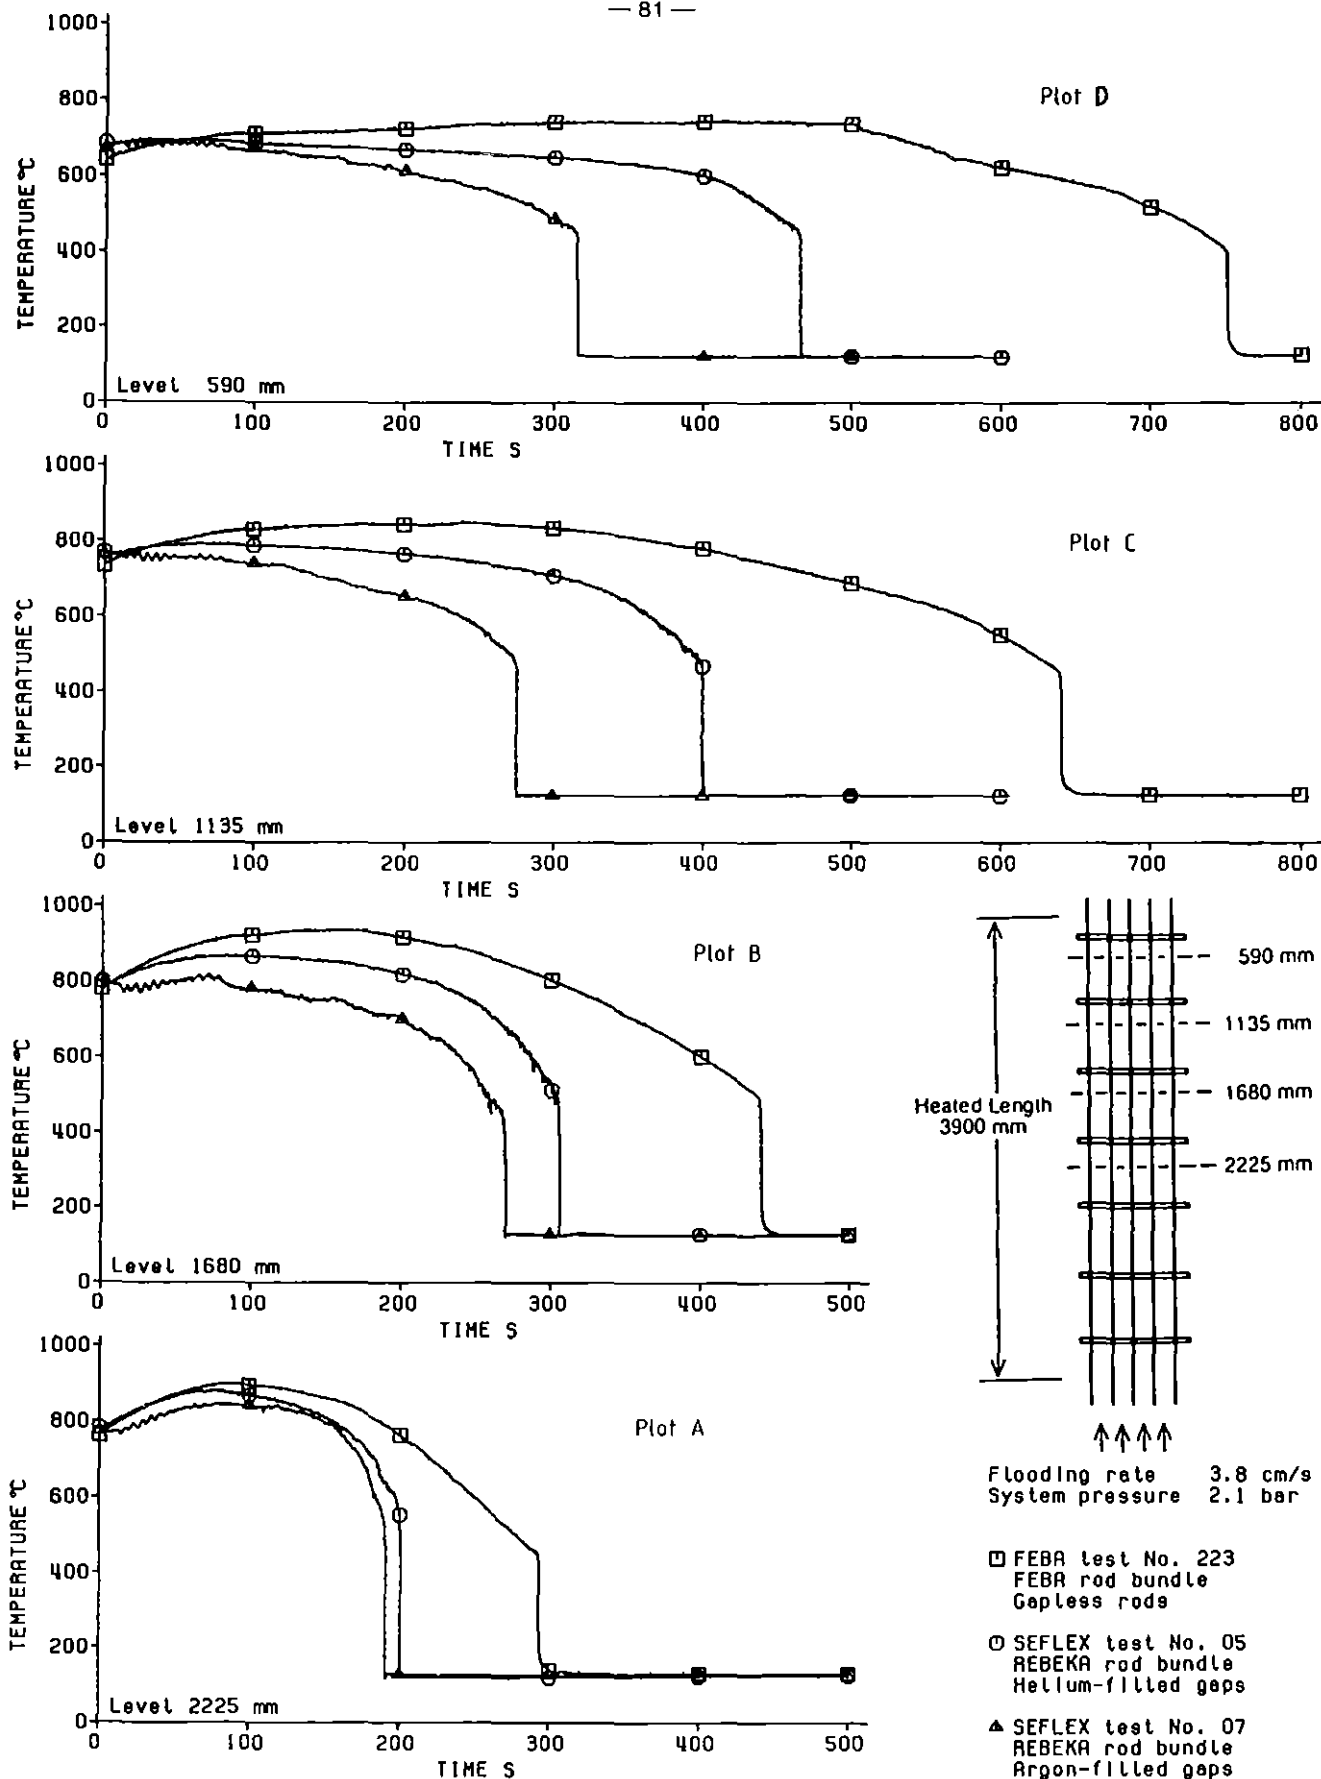 — 81 —
1000
800
600
400
200
0
TEMPERATURE °C
Plot D
Level 590 mm
0 100 200 300 400 500 600 700 800
TIME S
1000
800
600
400
200
0
TEMPERATURE °C
Plot C
Level 1135 mm
0 100 200 300 400 500 600 700 800
TIME S
1000
800
600
400
200
0
TEMPERATURE °C
Plot B
Level 1680 mm
0 100 200 300 400 500
TIME S
1000
800
600
400
200
0
TEMPERATURE °C
Plot A
Level 2225 mm
0 100 200 300 400 500
TIME S
590 mm
1135 mm
1680 mm
2225 mm
Heated Length
3900 mm
Flooding rate 3.8 cm/s
System pressure 2.1 bar
FEBA test No. 223
FEBA rod bundle
Gapless rods
SEFLEX test No. 05
REBEKA rod bundle
Helium-filled gaps
SEFLEX test No. 07
REBEKA rod bundle
Argon-filled gaps